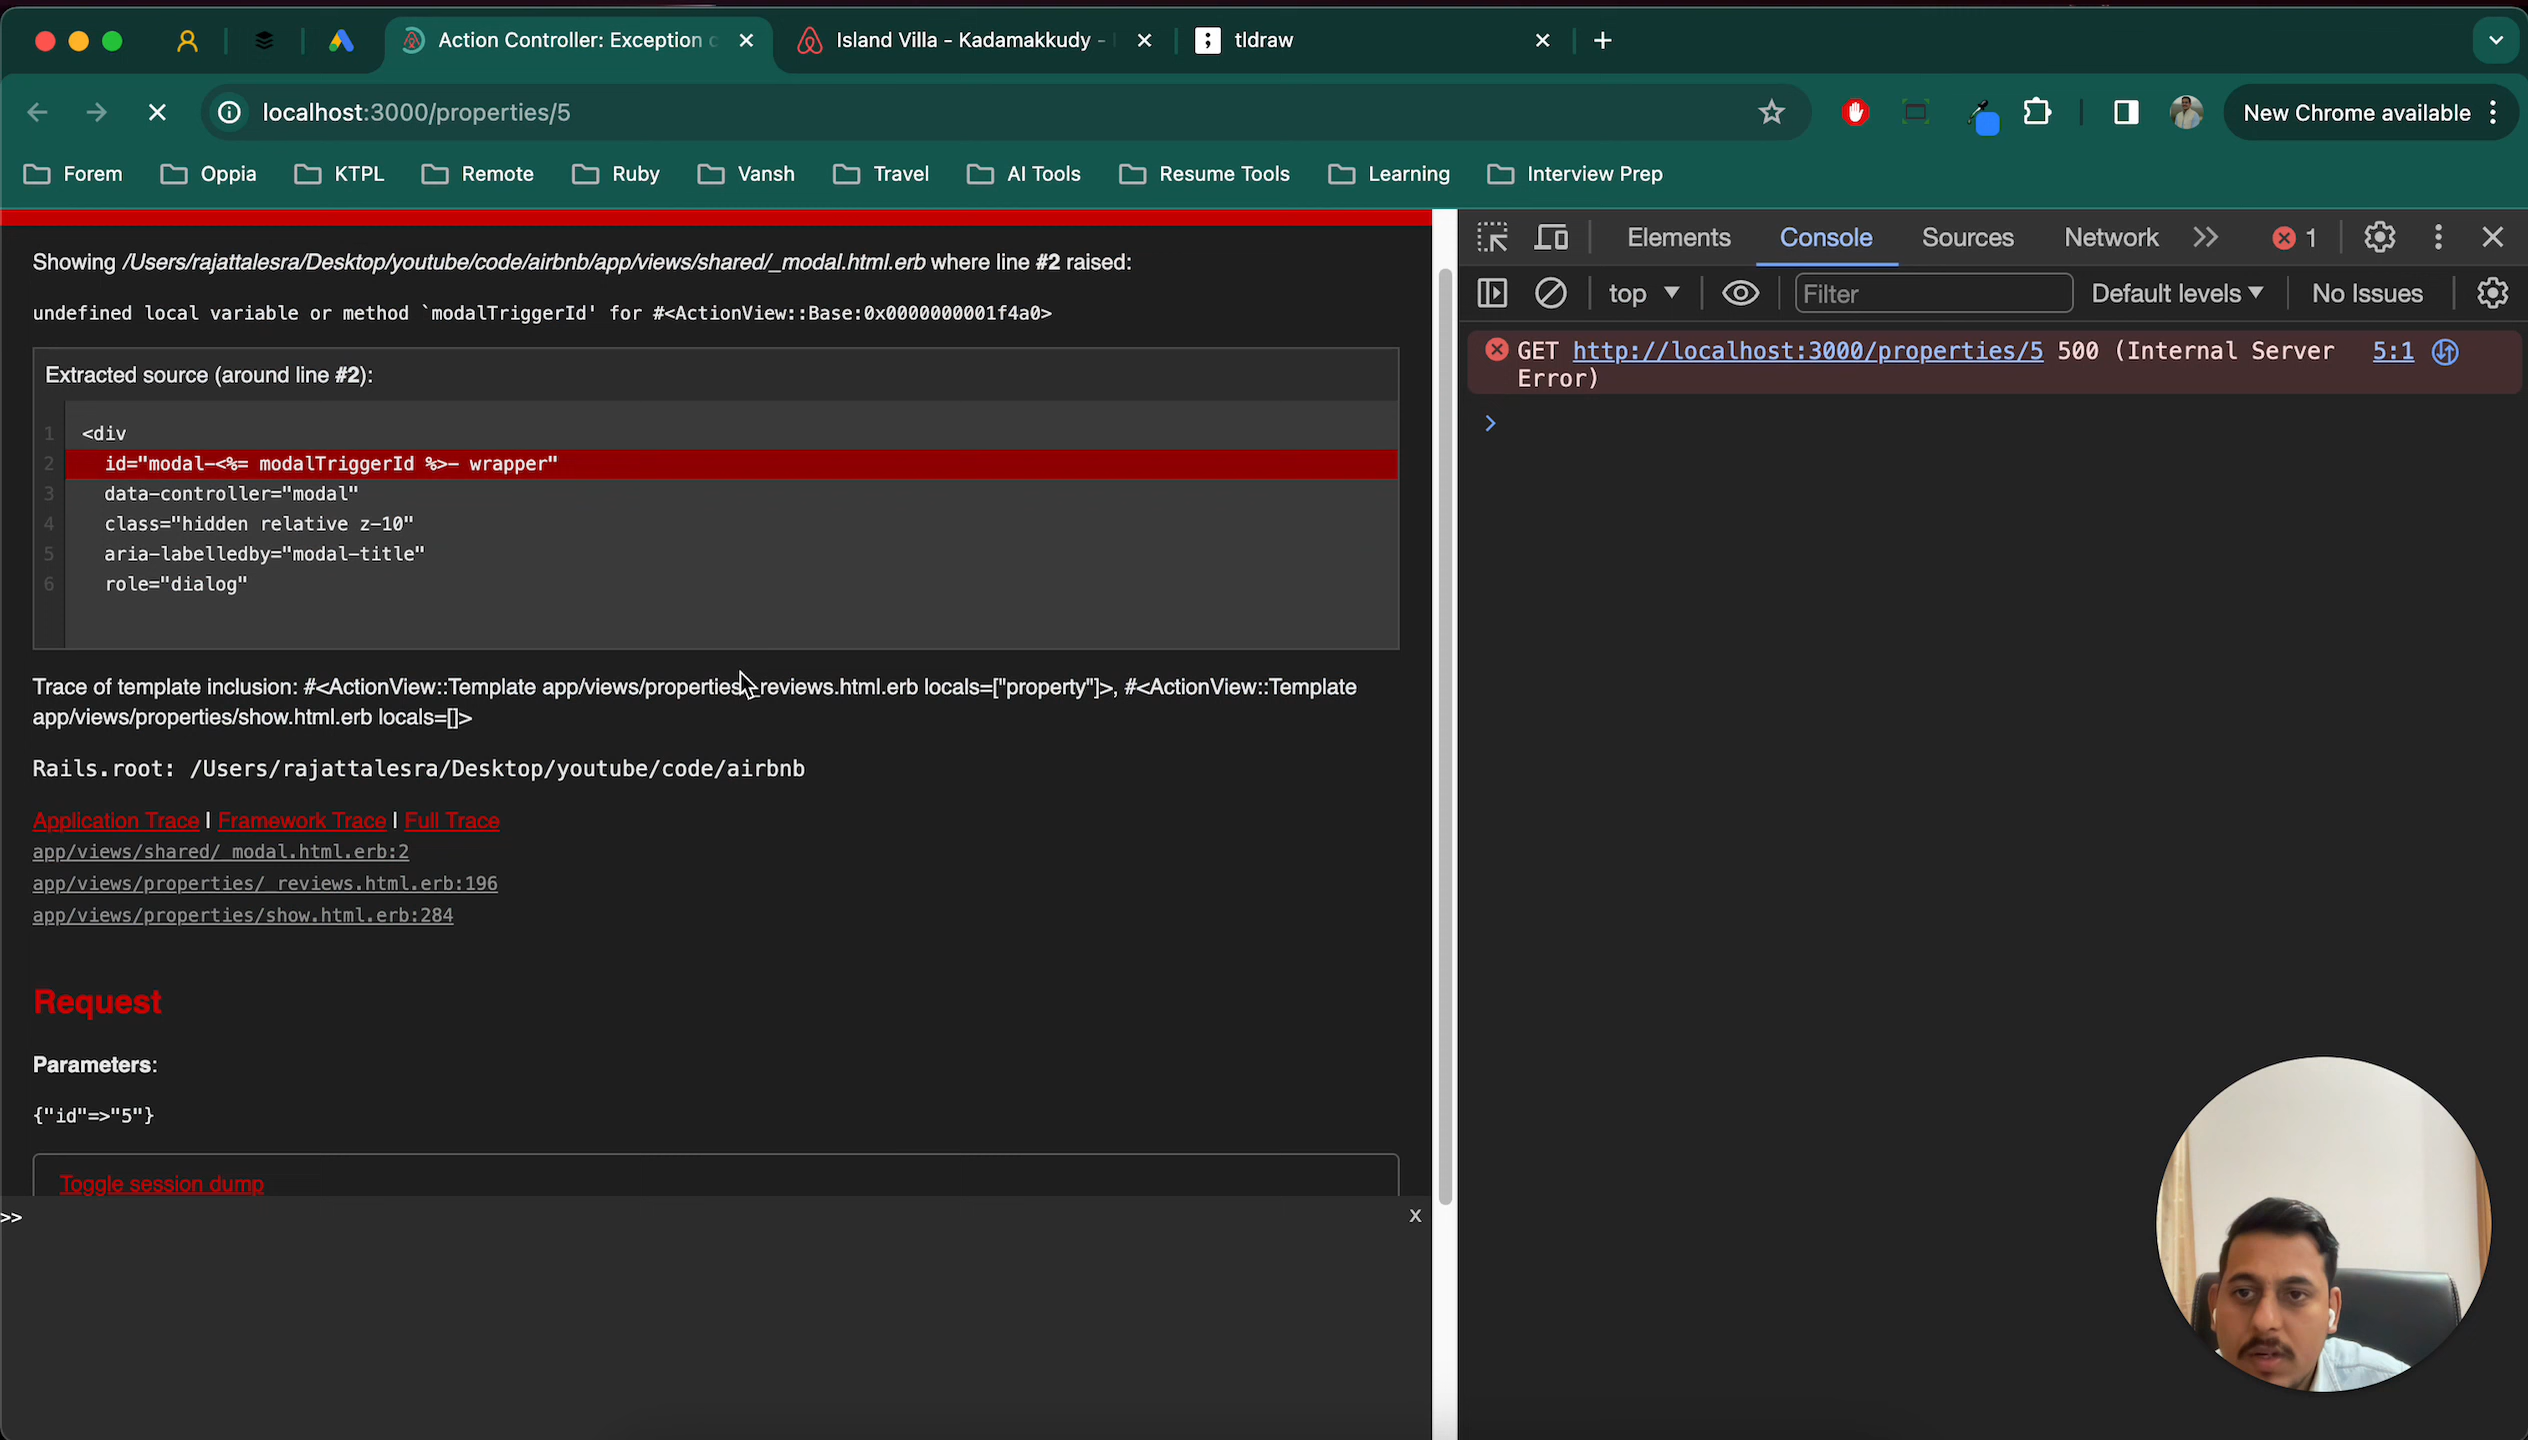 Action Controller: Exception c
Island Villa - Kadamakkudy -
tldraw
localhost:3000/properties/5
New Chrome available
Forem
Oppia
KTPL
Remote
Ruby
Vansh
Travel
AI Tools
Resume Tools
Learning
Interview Prep
Showing /Users/rajattalesra/Desktop/youtube/code/airbnb/app/views/shared/_modal.html.erb where line #2 raised:
undefined local variable or method `modalTriggerId' for #<ActionView::Base:0x0000000001f4a0>
Extracted source (around line #2):
1 <div
2 id="modal-<%= modalTriggerId %>- wrapper"
3 data-controller="modal"
4 class="hidden relative z-10"
5 aria-labelledby="modal-title"
6 role="dialog"
Trace of template inclusion: #<ActionView::Template app/views/properties/_reviews.html.erb locals=["property"]>, #<ActionView::Template
app/views/properties/show.html.erb locals=[]>
Rails.root: /Users/rajattalesra/Desktop/youtube/code/airbnb
Application Trace | Framework Trace | Full Trace
app/views/shared/_modal.html.erb:2
app/views/properties/_reviews.html.erb:196
app/views/properties/show.html.erb:284
Request
Parameters:
{"id"=>"5"}
Toggle session dump
>>
x
Elements
Console
Sources
Network
1
top
Filter
Default levels
No Issues
GET http://localhost:3000/properties/5 500 (Internal Server
Error)
5:1